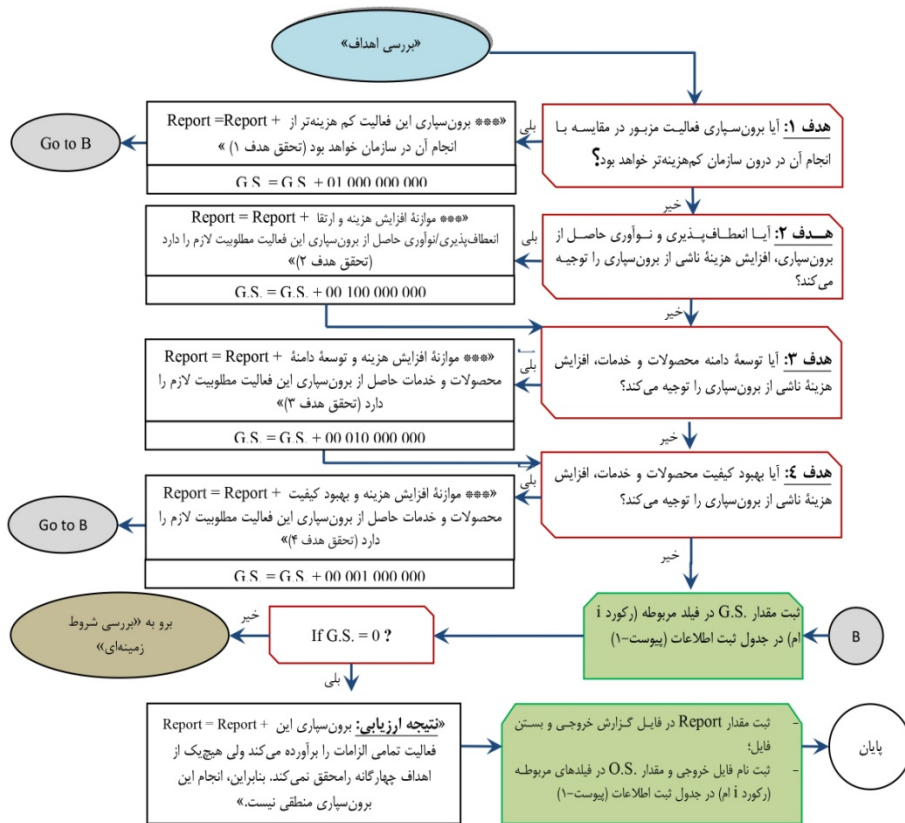 «بررسی اهداف»
هدف ۱: آیا برون‌سپاری فعالیت مزبور در مقایسه با
انجام آن در درون سازمان کم‌هزینه‌تر خواهد بود؟
بلی
Report =Report + «*** برون‌سپاری این فعالیت کم هزینه‌تر از
انجام آن در سازمان خواهد بود (تحقق هدف ۱) »
G.S. = G.S. + 01 000 000 000
Go to B
خیر
هدف ۲: آیا انعطاف‌پذیری و نوآوری حاصل از
برون‌سپاری، افزایش هزینهٔ ناشی از برون‌سپاری را توجیه
می‌کند؟
بلی
Report = Report + «*** موازنهٔ افزایش هزینه و ارتقا
انعطاف‌پذیری/نوآوری حاصل از برون‌سپاری این فعالیت مطلوبیت لازم را دارد
(تحقق هدف ۲)»
G.S. = G.S. + 00 100 000 000
خیر
هدف ۳: آیا توسعهٔ دامنه محصولات و خدمات، افزایش
هزینهٔ ناشی از برون‌سپاری را توجیه می‌کند؟
بلی
Report = Report + «*** موازنهٔ افزایش هزینه و توسعهٔ دامنهٔ
محصولات و خدمات حاصل از برون‌سپاری این فعالیت مطلوبیت لازم را
دارد (تحقق هدف ۳)»
G.S. = G.S. + 00 010 000 000
خیر
هدف ٤: آیا بهبود کیفیت محصولات و خدمات، افزایش
هزینهٔ ناشی از برون‌سپاری را توجیه می‌کند؟
بلی
Report = Report + «*** موازنهٔ افزایش هزینه و بهبود کیفیت
محصولات و خدمات حاصل از برون‌سپاری این فعالیت مطلوبیت لازم را
دارد (تحقق هدف ۴)»
G.S. = G.S. + 00 001 000 000
Go to B
خیر
B
ثبت مقدار G.S. در فیلد مربوطه (رکورد i
ام) در جدول ثبت اطلاعات (پیوست-۱)
If G.S. = 0 ?
خیر
برو به «بررسی شروط
زمینه‌ای»
بلی
Report = Report + «نتیجه ارزیابی: برون‌سپاری این
فعالیت تمامی الزامات را برآورده می‌کند ولی هیچ‌یک از
اهداف چهارگانه رامحقق نمی‌کند. بنابراین، انجام این
برون‌سپاری منطقی نیست.»
- ثبت مقدار Report در فایل گزارش خروجی و بستن
فایل؛
- ثبت نام فایل خروجی و مقدار O.S. در فیلدهای مربوطه
(رکورد i ام) در جدول ثبت اطلاعات (پیوست-۱)
پایان